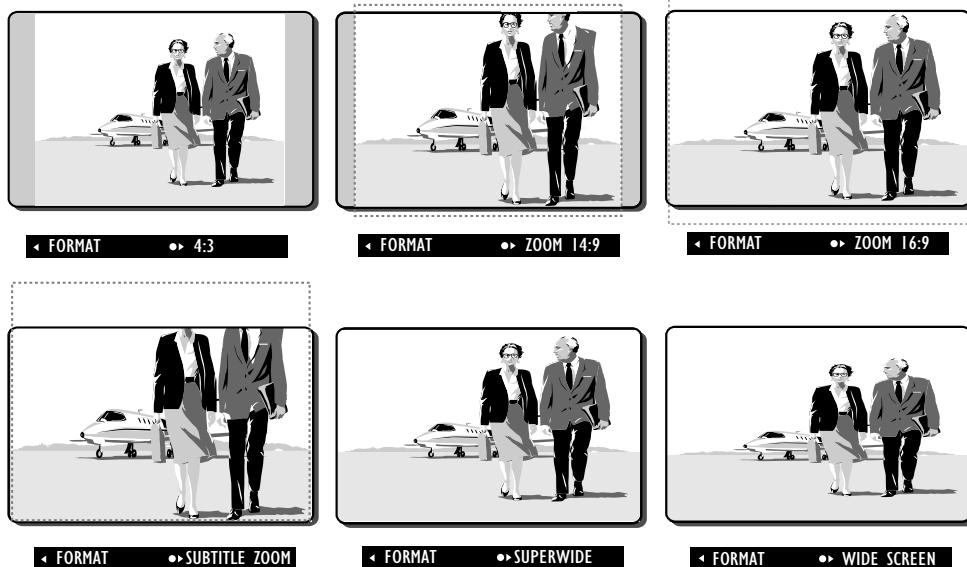 ◂ FORMAT ●▸ 4:3
◂ FORMAT ●▸ ZOOM 14:9
◂ FORMAT ●▸ ZOOM 16:9
◂ FORMAT ●▸ SUBTITLE ZOOM
◂ FORMAT ●▸ SUPERWIDE
◂ FORMAT ●▸ WIDE SCREEN